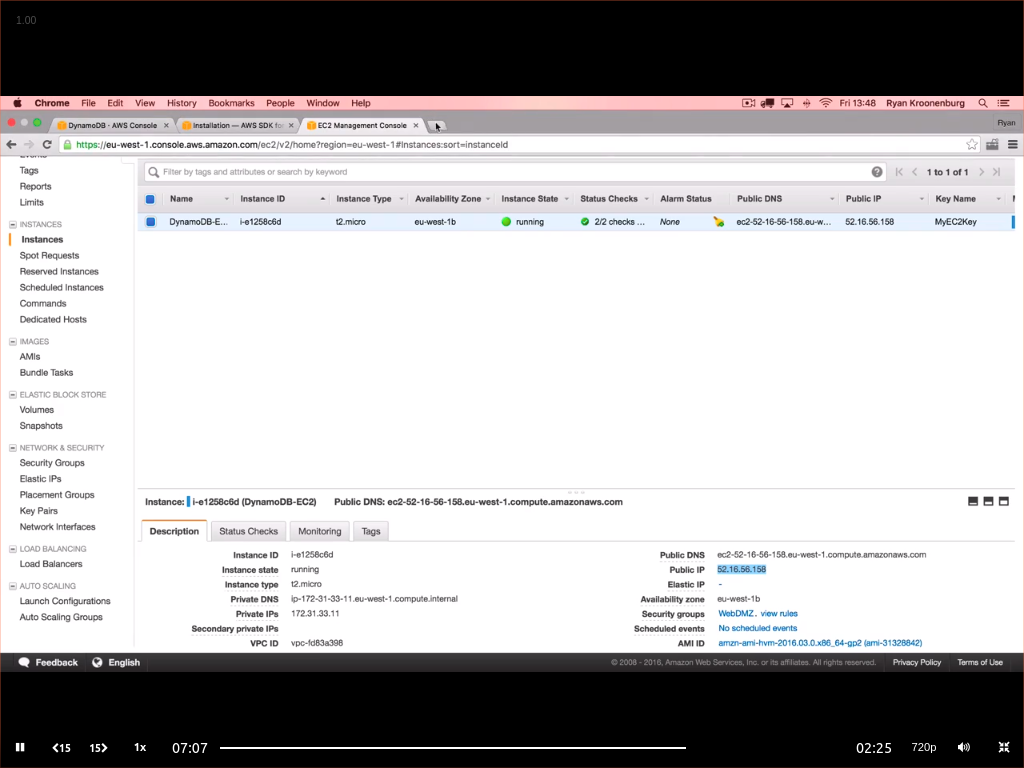 1.00
Chrome File Edit View History Bookmarks People Window Help Fri 13:48 Ryan Kroonenburg
DynamoDB · AWS Console × Installation — AWS SDK for × EC2 Management Console × Ryan
https://eu-west-1.console.aws.amazon.com/ec2/v2/home?region=eu-west-1#Instances:sort=instanceId
Events
Tags
Reports
Limits
INSTANCES
Instances
Spot Requests
Reserved Instances
Scheduled Instances
Commands
Dedicated Hosts
IMAGES
AMIs
Bundle Tasks
ELASTIC BLOCK STORE
Volumes
Snapshots
NETWORK & SECURITY
Security Groups
Elastic IPs
Placement Groups
Key Pairs
Network Interfaces
LOAD BALANCING
Load Balancers
AUTO SCALING
Launch Configurations
Auto Scaling Groups
Filter by tags and attributes or search by keyword ? 1 to 1 of 1
Name Instance ID Instance Type Availability Zone Instance State Status Checks Alarm Status Public DNS Public IP Key Name
DynamoDB-E... i-e1258c6d t2.micro eu-west-1b running 2/2 checks ... None ec2-52-16-56-158.eu-w... 52.16.56.158 MyEC2Key
Instance: i-e1258c6d (DynamoDB-EC2) Public DNS: ec2-52-16-56-158.eu-west-1.compute.amazonaws.com
Description Status Checks Monitoring Tags
Instance ID i-e1258c6d Public DNS ec2-52-16-56-158.eu-west-1.compute.amazonaws.com
Instance state running Public IP 52.16.56.158
Instance type t2.micro Elastic IP -
Private DNS ip-172-31-33-11.eu-west-1.compute.internal Availability zone eu-west-1b
Private IPs 172.31.33.11 Security groups WebDMZ . view rules
Secondary private IPs Scheduled events No scheduled events
VPC ID vpc-fd83a398 AMI ID amzn-ami-hvm-2016.03.0.x86_64-gp2 (ami-31328842)
Feedback English © 2008 - 2016, Amazon Web Services, Inc. or its affiliates. All rights reserved. Privacy Policy Terms of Use
15 15 1x 07:07 02:25 720p